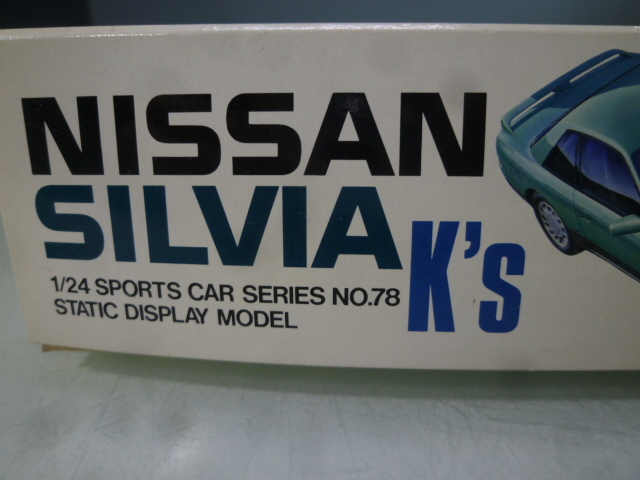 NISSAN
SILVIA K's
1/24 SPORTS CAR SERIES NO.78
STATIC DISPLAY MODEL